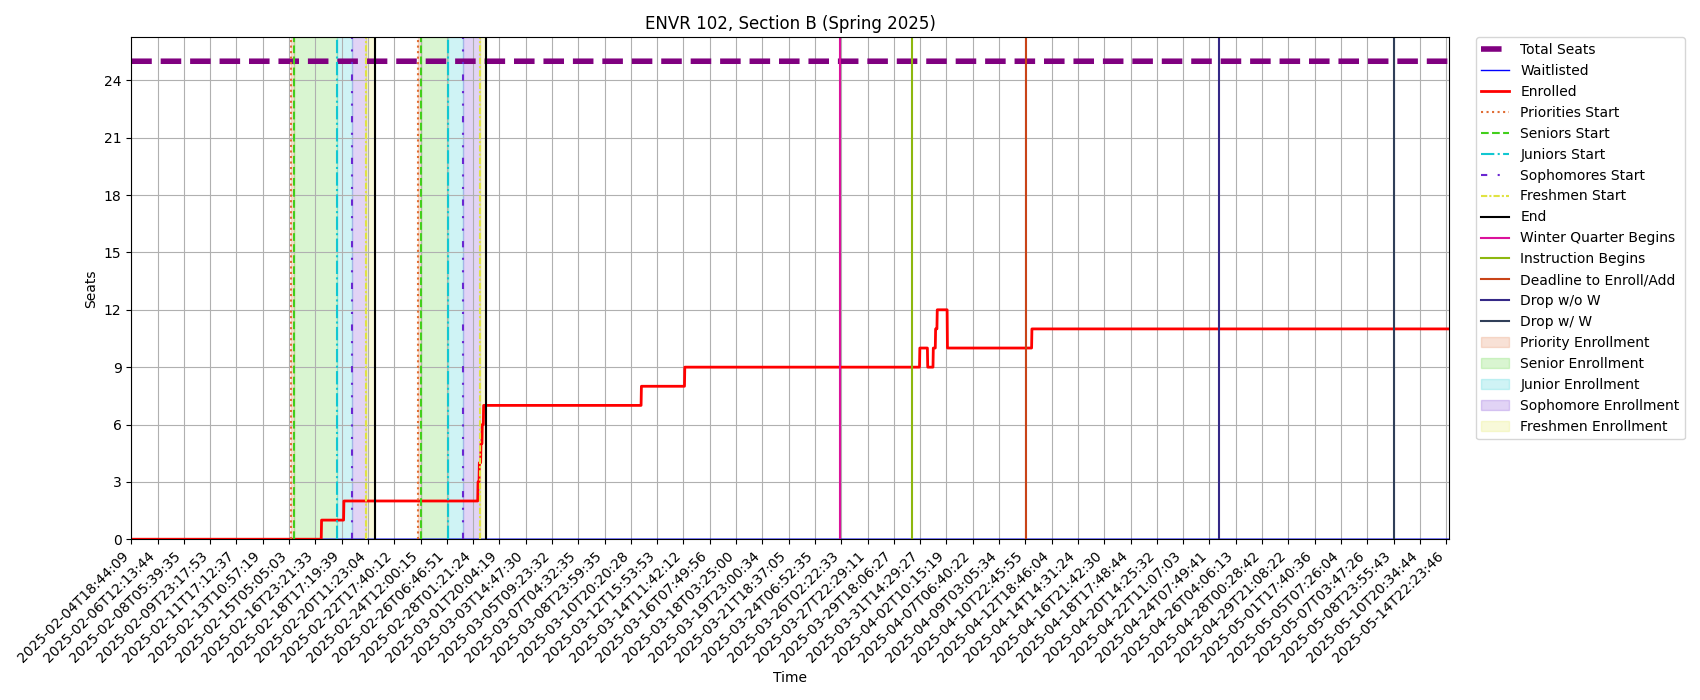 ENVR 102, Section B (Spring 2025)
Seats
24
21
18
15
12
9
6
3
0
2025-02-04T18:44:09
2025-02-06T12:13:44
2025-02-08T05:39:35
2025-02-09T23:17:53
2025-02-11T17:12:37
2025-02-13T10:57:19
2025-02-15T05:05:03
2025-02-16T23:21:33
2025-02-18T17:19:39
2025-02-20T11:23:04
2025-02-22T17:40:12
2025-02-24T12:00:15
2025-02-26T06:46:51
2025-02-28T01:21:24
2025-03-01T20:04:19
2025-03-03T14:47:30
2025-03-05T09:23:32
2025-03-07T04:32:35
2025-03-08T23:59:35
2025-03-10T20:20:28
2025-03-12T15:53:53
2025-03-14T11:42:12
2025-03-16T07:49:56
2025-03-18T03:25:00
2025-03-19T23:00:34
2025-03-21T18:37:05
2025-03-24T06:52:35
2025-03-26T02:22:33
2025-03-27T22:29:11
2025-03-29T18:06:27
2025-03-31T14:29:27
2025-04-02T10:15:19
2025-04-07T06:40:22
2025-04-09T03:05:34
2025-04-10T22:45:55
2025-04-12T18:46:04
2025-04-14T14:31:24
2025-04-16T11:42:30
2025-04-18T17:48:44
2025-04-20T14:25:32
2025-04-22T11:07:03
2025-04-24T07:49:41
2025-04-26T04:06:13
2025-04-28T00:28:42
2025-04-29T21:08:22
2025-05-01T17:40:36
2025-05-05T07:26:04
2025-05-07T03:47:26
2025-05-08T23:55:43
2025-05-10T20:34:44
2025-05-14T22:23:46
Time
Total Seats
Waitlisted
Enrolled
Priorities Start
Seniors Start
Juniors Start
Sophomores Start
Freshmen Start
End
Winter Quarter Begins
Instruction Begins
Deadline to Enroll/Add
Drop w/o W
Drop w/ W
Priority Enrollment
Senior Enrollment
Junior Enrollment
Sophomore Enrollment
Freshmen Enrollment